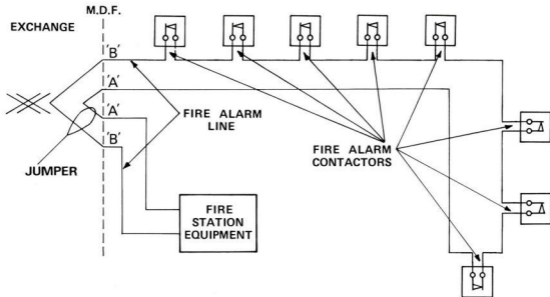 M.D.F.
EXCHANGE
'B'
'A'
'A'
'B'
JUMPER
FIRE ALARM
LINE
FIRE ALARM
CONTACTORS
FIRE
STATION
EQUIPMENT